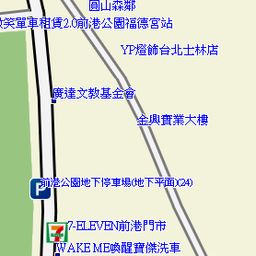 圓山森鄰
微笑單車租賃2.0前港公園福德宮站
YP燈飾台北士林店
廣達文教基金會
金興實業大樓
P
前港公園地下停車場(地下平面)(24)
7-ELEVEN前港門市
WAKE ME喚醒寶傑洗車